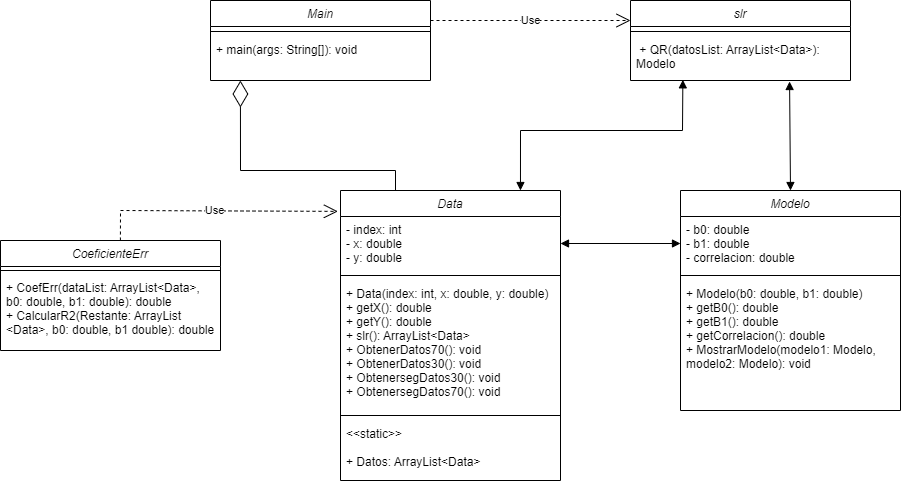 Main
+ main(args: String[]): void
Use
slr
+ QR(datosList: ArrayList<Data>):
Modelo
Use
CoeficienteErr
+ CoefErr(dataList: ArrayList<Data>,
b0: double, b1: double): double
+ CalcularR2(Restante: ArrayList
<Data>, b0: double, b1 double): double
Data
- index: int
- x: double
- y: double
+ Data(index: int, x: double, y: double)
+ getX(): double
+ getY(): double
+ slr(): ArrayList<Data>
+ ObtenerDatos70(): void
+ ObtenerDatos30(): void
+ ObtenersegDatos30(): void
+ ObtenersegDatos70(): void
<<static>>
+ Datos: ArrayList<Data>
Modelo
- b0: double
- b1: double
- correlacion: double
+ Modelo(b0: double, b1: double)
+ getB0(): double
+ getB1(): double
+ getCorrelacion(): double
+ MostrarModelo(modelo1: Modelo,
modelo2: Modelo): void